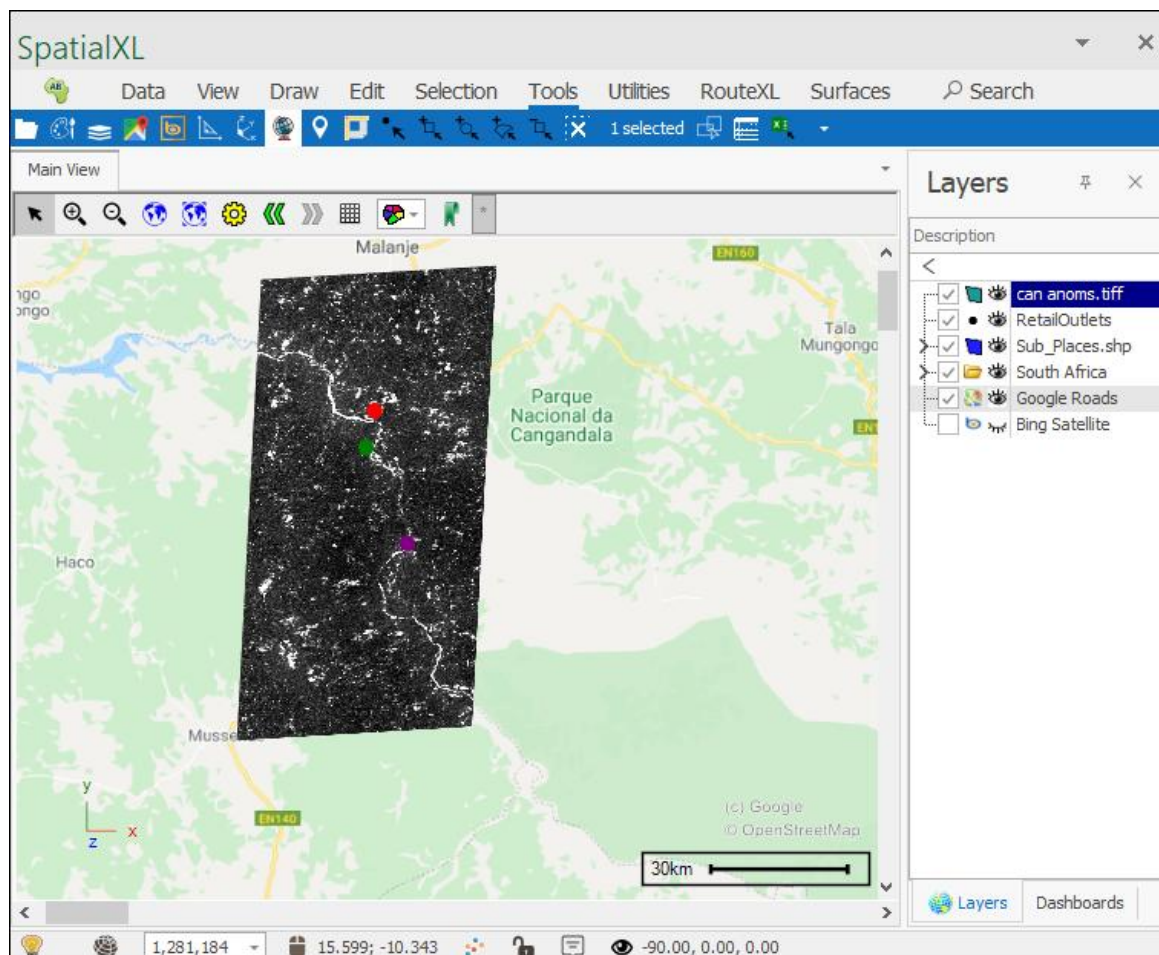 SpatialXL
Data View Draw Edit Selection Tools Utilities RouteXL Surfaces Search
1 selected
Main View
Layers
Description
Malanje
EN160
ngo
ongo
can anoms.tiff
RetailOutlets
Tala
Mungongo
Sub_Places.shp
South Africa
Parque
Nacional da
Cangandala
Google Roads
EN1
Bing Satellite
Haco
Musse
y
x
z
EN140
(c) Google
© OpenStreetMap
30km
Layers Dashboards
1,281,184 15.599; -10.343 -90.00, 0.00, 0.00